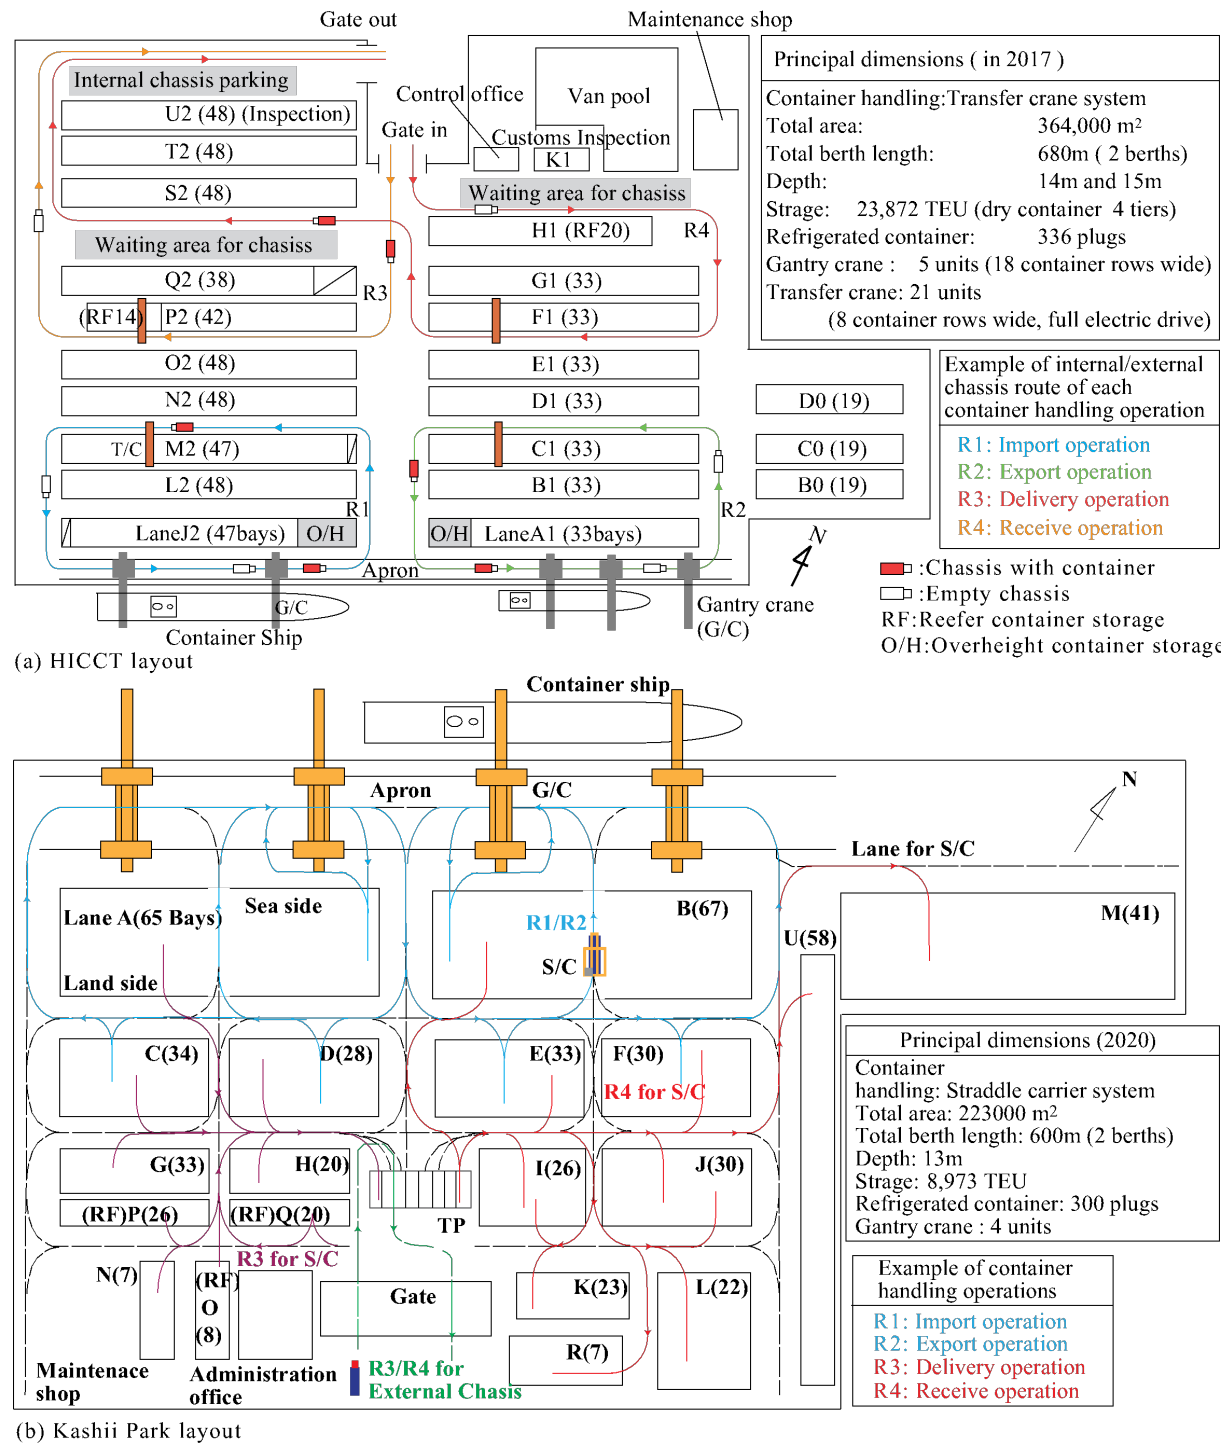 Gate out
Maintenance shop
Internal chassis parking
U2 (48) (Inspection)
T2 (48)
S2 (48)
Waiting area for chasiss
Q2 (38)
(RF14)
P2 (42)
R3
O2 (48)
N2 (48)
T/C
M2 (47)
L2 (48)
R1
LaneJ2 (47bays)
O/H
Control office
Van pool
Gate in
Customs Inspection
K1
Waiting area for chasiss
H1 (RF20)
R4
G1 (33)
F1 (33)
E1 (33)
D1 (33)
C1 (33)
B1 (33)
R2
O/H
LaneA1 (33bays)
D0 (19)
C0 (19)
B0 (19)
N
Apron
G/C
Container Ship
Gantry crane
(G/C)
Principal dimensions ( in 2017 )
Container handling:Transfer crane system
Total area: 364,000 m2
Total berth length: 680m ( 2 berths)
Depth: 14m and 15m
Strage: 23,872 TEU (dry container 4 tiers)
Refrigerated container: 336 plugs
Gantry crane : 5 units (18 container rows wide)
Transfer crane: 21 units
(8 container rows wide, full electric drive)
Example of internal/external
chassis route of each
container handling operation
R1: Import operation
R2: Export operation
R3: Delivery operation
R4: Receive operation
:Chassis with container
:Empty chassis
RF:Reefer container storage
O/H:Overheight container storage
(a) HICCT layout
Container ship
Apron
G/C
N
Lane for S/C
Lane A(65 Bays)
Sea side
Land side
B(67)
R1/R2
S/C
U(58)
M(41)
C(34)
D(28)
E(33)
F(30)
R4 for S/C
G(33)
H(20)
I(26)
J(30)
(RF)P(26)
(RF)Q(20)
TP
R3 for S/C
N(7)
(RF)
O
(8)
Gate
K(23)
L(22)
R(7)
Maintenace
shop
Administration
office
R3/R4 for
External Chasis
Principal dimensions (2020)
Container
handling: Straddle carrier system
Total area: 223000 m2
Total berth length: 600m (2 berths)
Depth: 13m
Strage: 8,973 TEU
Refrigerated container: 300 plugs
Gantry crane : 4 units
Example of container
handling operations
R1: Import operation
R2: Export operation
R3: Delivery operation
R4: Receive operation
(b) Kashii Park layout